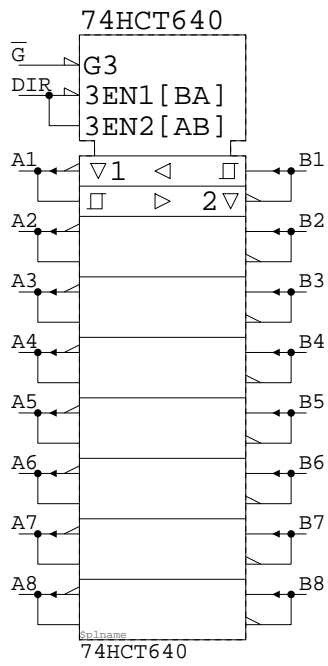 74HCT640
G
G3
DIR
3EN1[BA]
3EN2[AB]
A1
▽1 ◁
B1
▷ 2▽
A2
B2
A3
B3
A4
B4
A5
B5
A6
B6
A7
B7
A8
B8
$plname
74HCT640